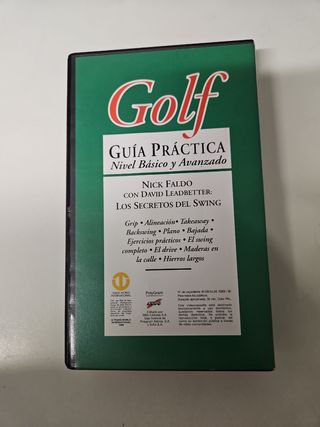 Golf
GUÍA PRÁCTICA
Nivel Básico y Avanzado
NICK FALDO
CON DAVID LEADBETTER:
LOS SECRETOS DEL SWING
Grip • Alineación • Takeaway •
Backswing • Plano • Bajada •
Ejercicios prácticos • El swing
completo • El drive • Maderas en
la calle • Hierros largos
PolyGram